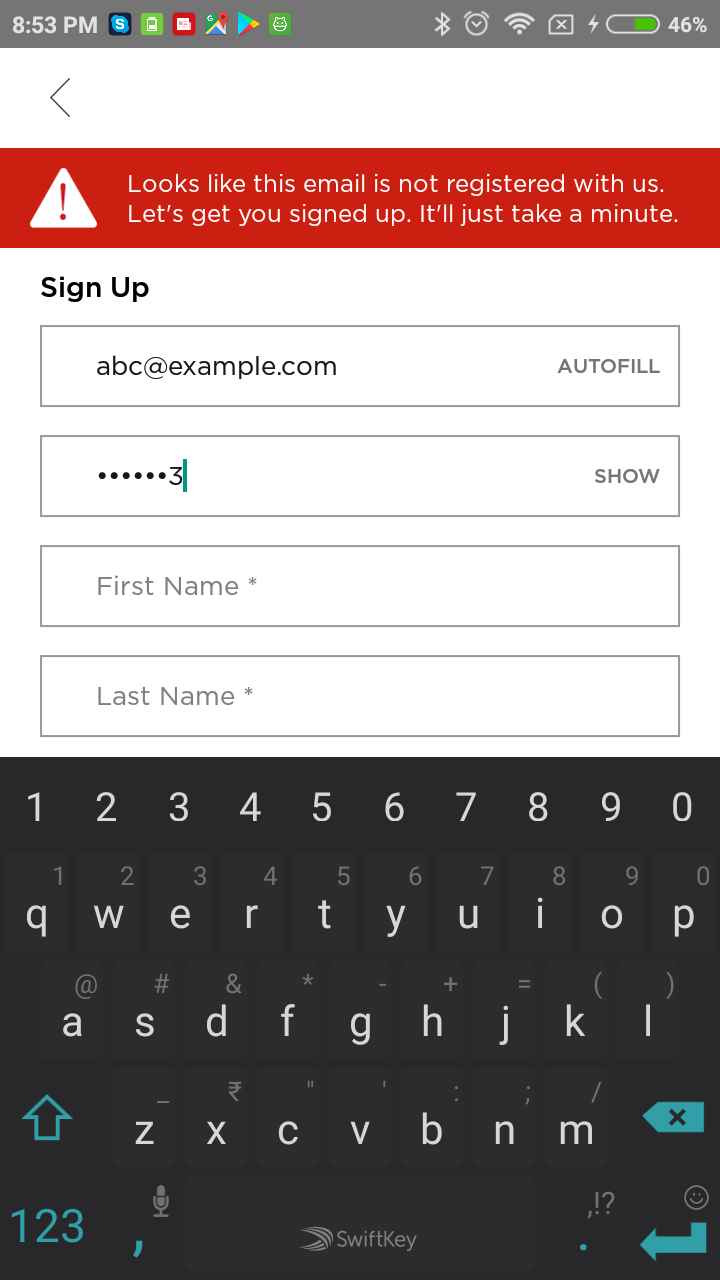 8:53 PM
46%
Looks like this email is not registered with us.
Let's get you signed up. It'll just take a minute.
Sign Up
abc@example.com AUTOFILL
••••••3 SHOW
First Name *
Last Name *
1 2 3 4 5 6 7 8 9 0
1 2 3 4 5 6 7 8 9 0
q w e r t y u i o p
@ # & * - + = ( )
a s d f g h j k l
_ ₹ " ' : ; /
z x c v b n m
123 , SwiftKey ,!? .